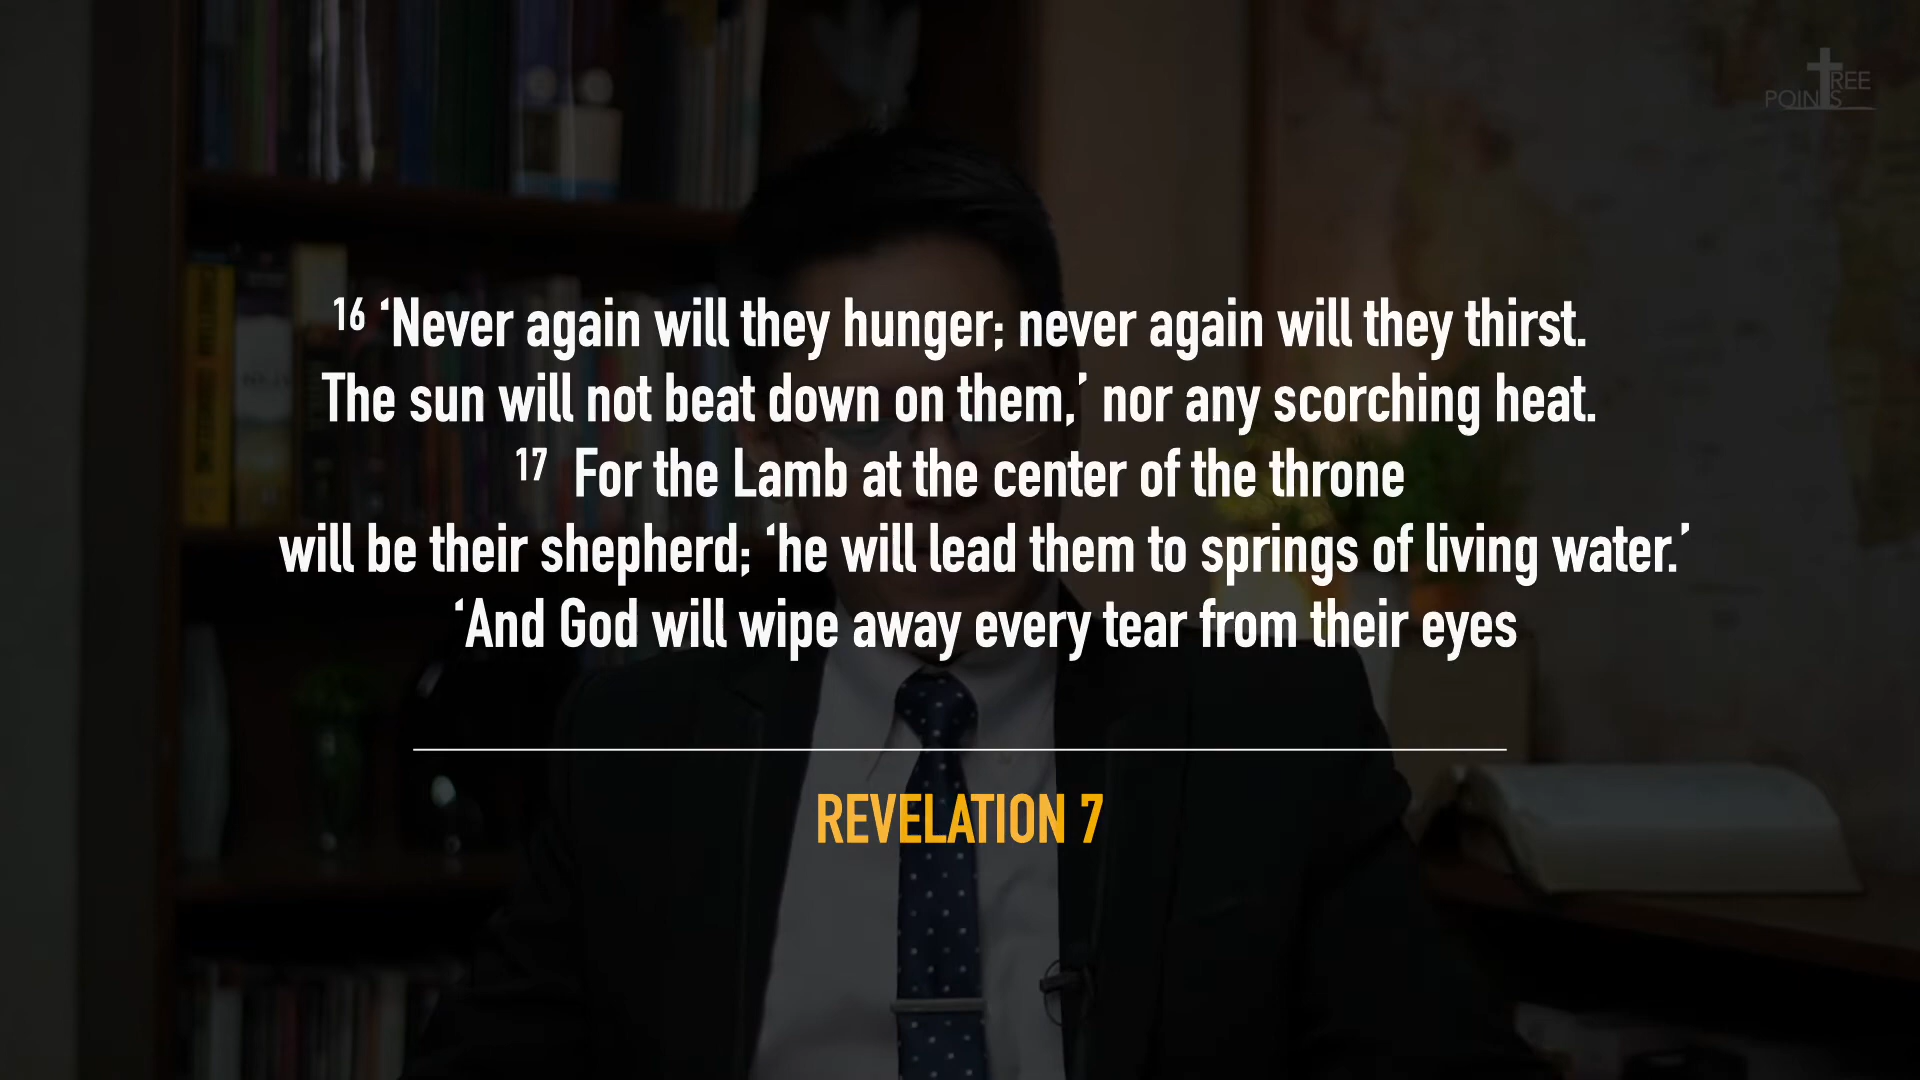 TREE
POINTS
16 ‘Never again will they hunger; never again will they thirst.
The sun will not beat down on them,’ nor any scorching heat.
17 For the Lamb at the center of the throne
will be their shepherd; ‘he will lead them to springs of living water.’
‘And God will wipe away every tear from their eyes
REVELATION 7